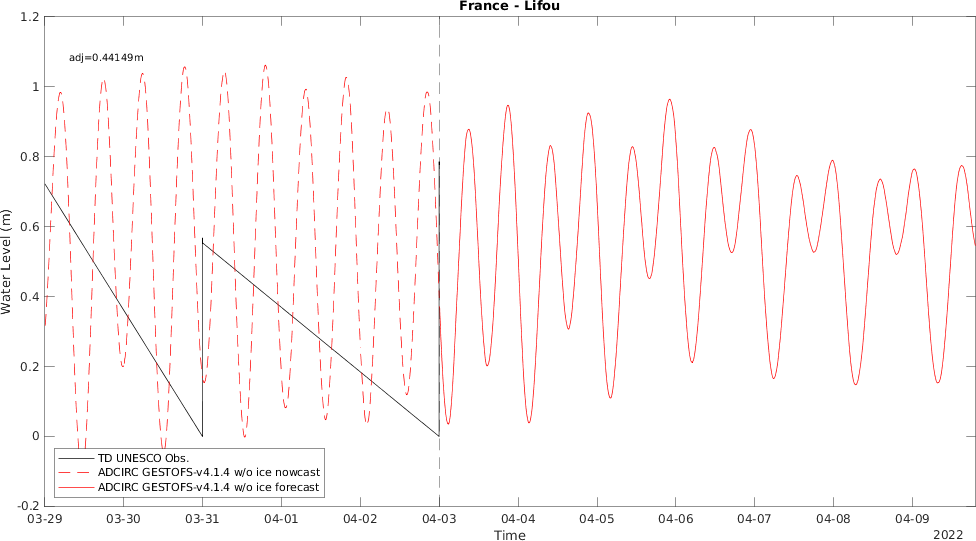 France - Lifou
adj=0.44149m
Water Level (m)
1.2
1
0.8
0.6
0.4
0.2
0
-0.2
TD UNESCO Obs.
ADCIRC GESTOFS-v4.1.4 w/o ice nowcast
ADCIRC GESTOFS-v4.1.4 w/o ice forecast
03-29 03-30 03-31 04-01 04-02 04-03 04-04 04-05 04-06 04-07 04-08 04-09
Time
2022